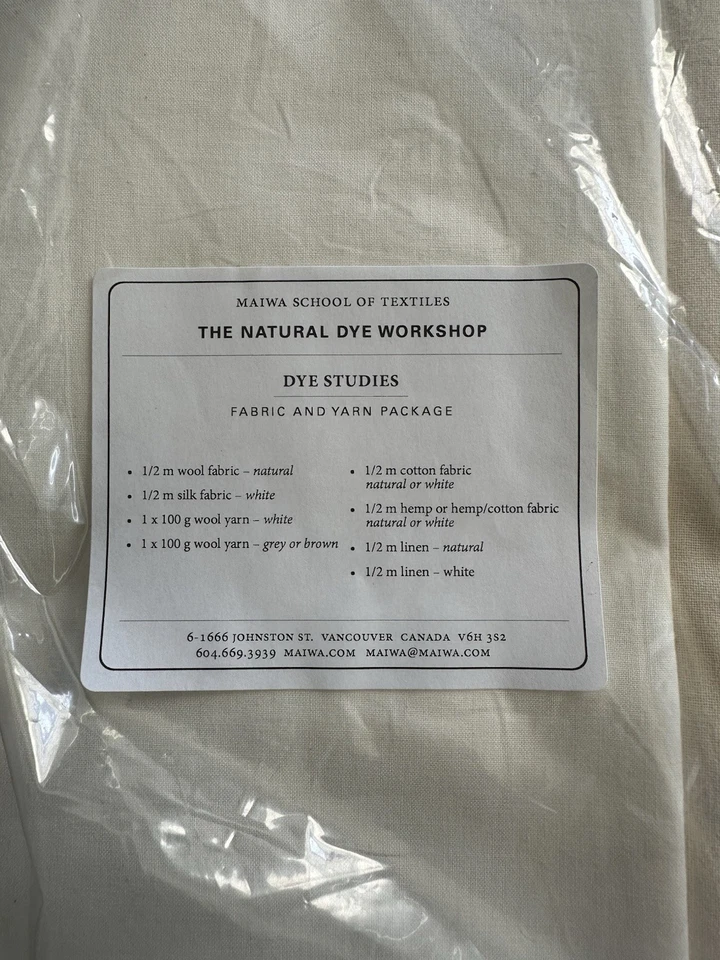 MAIWA SCHOOL OF TEXTILES
THE NATURAL DYE WORKSHOP
DYE STUDIES
FABRIC AND YARN PACKAGE
• 1/2 m wool fabric – natural
• 1/2 m silk fabric – white
• 1 x 100 g wool yarn – white
• 1 x 100 g wool yarn – grey or brown
• 1/2 m cotton fabric
natural or white
• 1/2 m hemp or hemp/cotton fabric
natural or white
• 1/2 m linen – natural
• 1/2 m linen – white
6-1666 JOHNSTON ST. VANCOUVER CANADA V6H 3S2
604.669.3939 MAIWA.COM MAIWA@MAIWA.COM